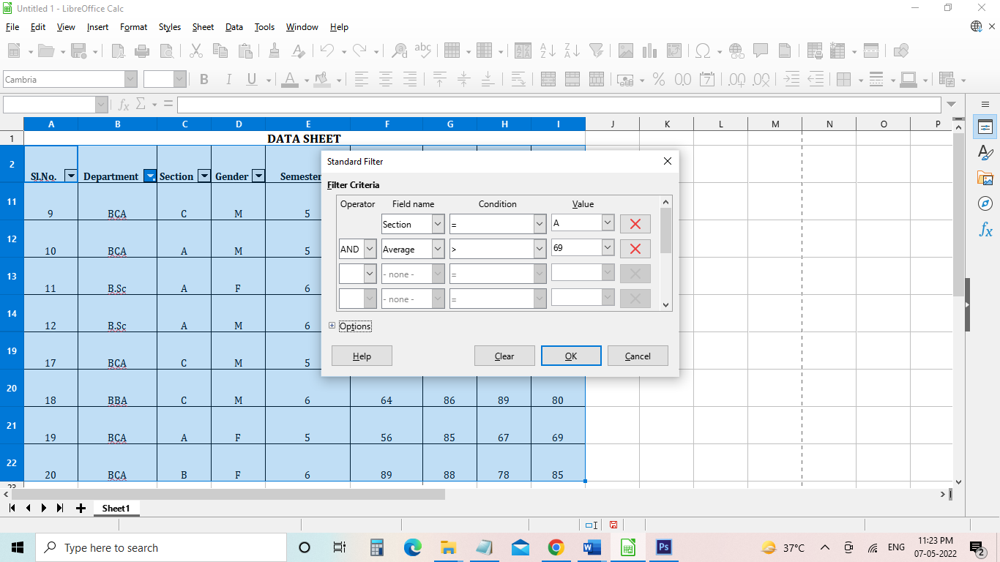 Untitled 1 - LibreOffice Calc
File Edit View Insert Format Styles Sheet Data Tools Window Help
Cambria
A B C D E F G H I J K L M N O P
1 DATA SHEET
2 Sl.No. Department Section Gender Semester
11 9 BCA C M 5
12 10 BCA A M 5
13 11 B.Sc A F 6
14 12 B.Sc A M 6
19 17 BCA C M 5
20 18 BBA C M 6 64 86 89 80
21 19 BCA A F 5 56 85 67 69
22 20 BCA B F 6 89 88 78 85
23
Standard Filter
Filter Criteria
Operator Field name Condition Value
Section = A
AND Average > 69
- none - =
- none - =
Options
Help Clear OK Cancel
Sheet1
Type here to search
37°C ENG 11:23 PM
07-05-2022
2